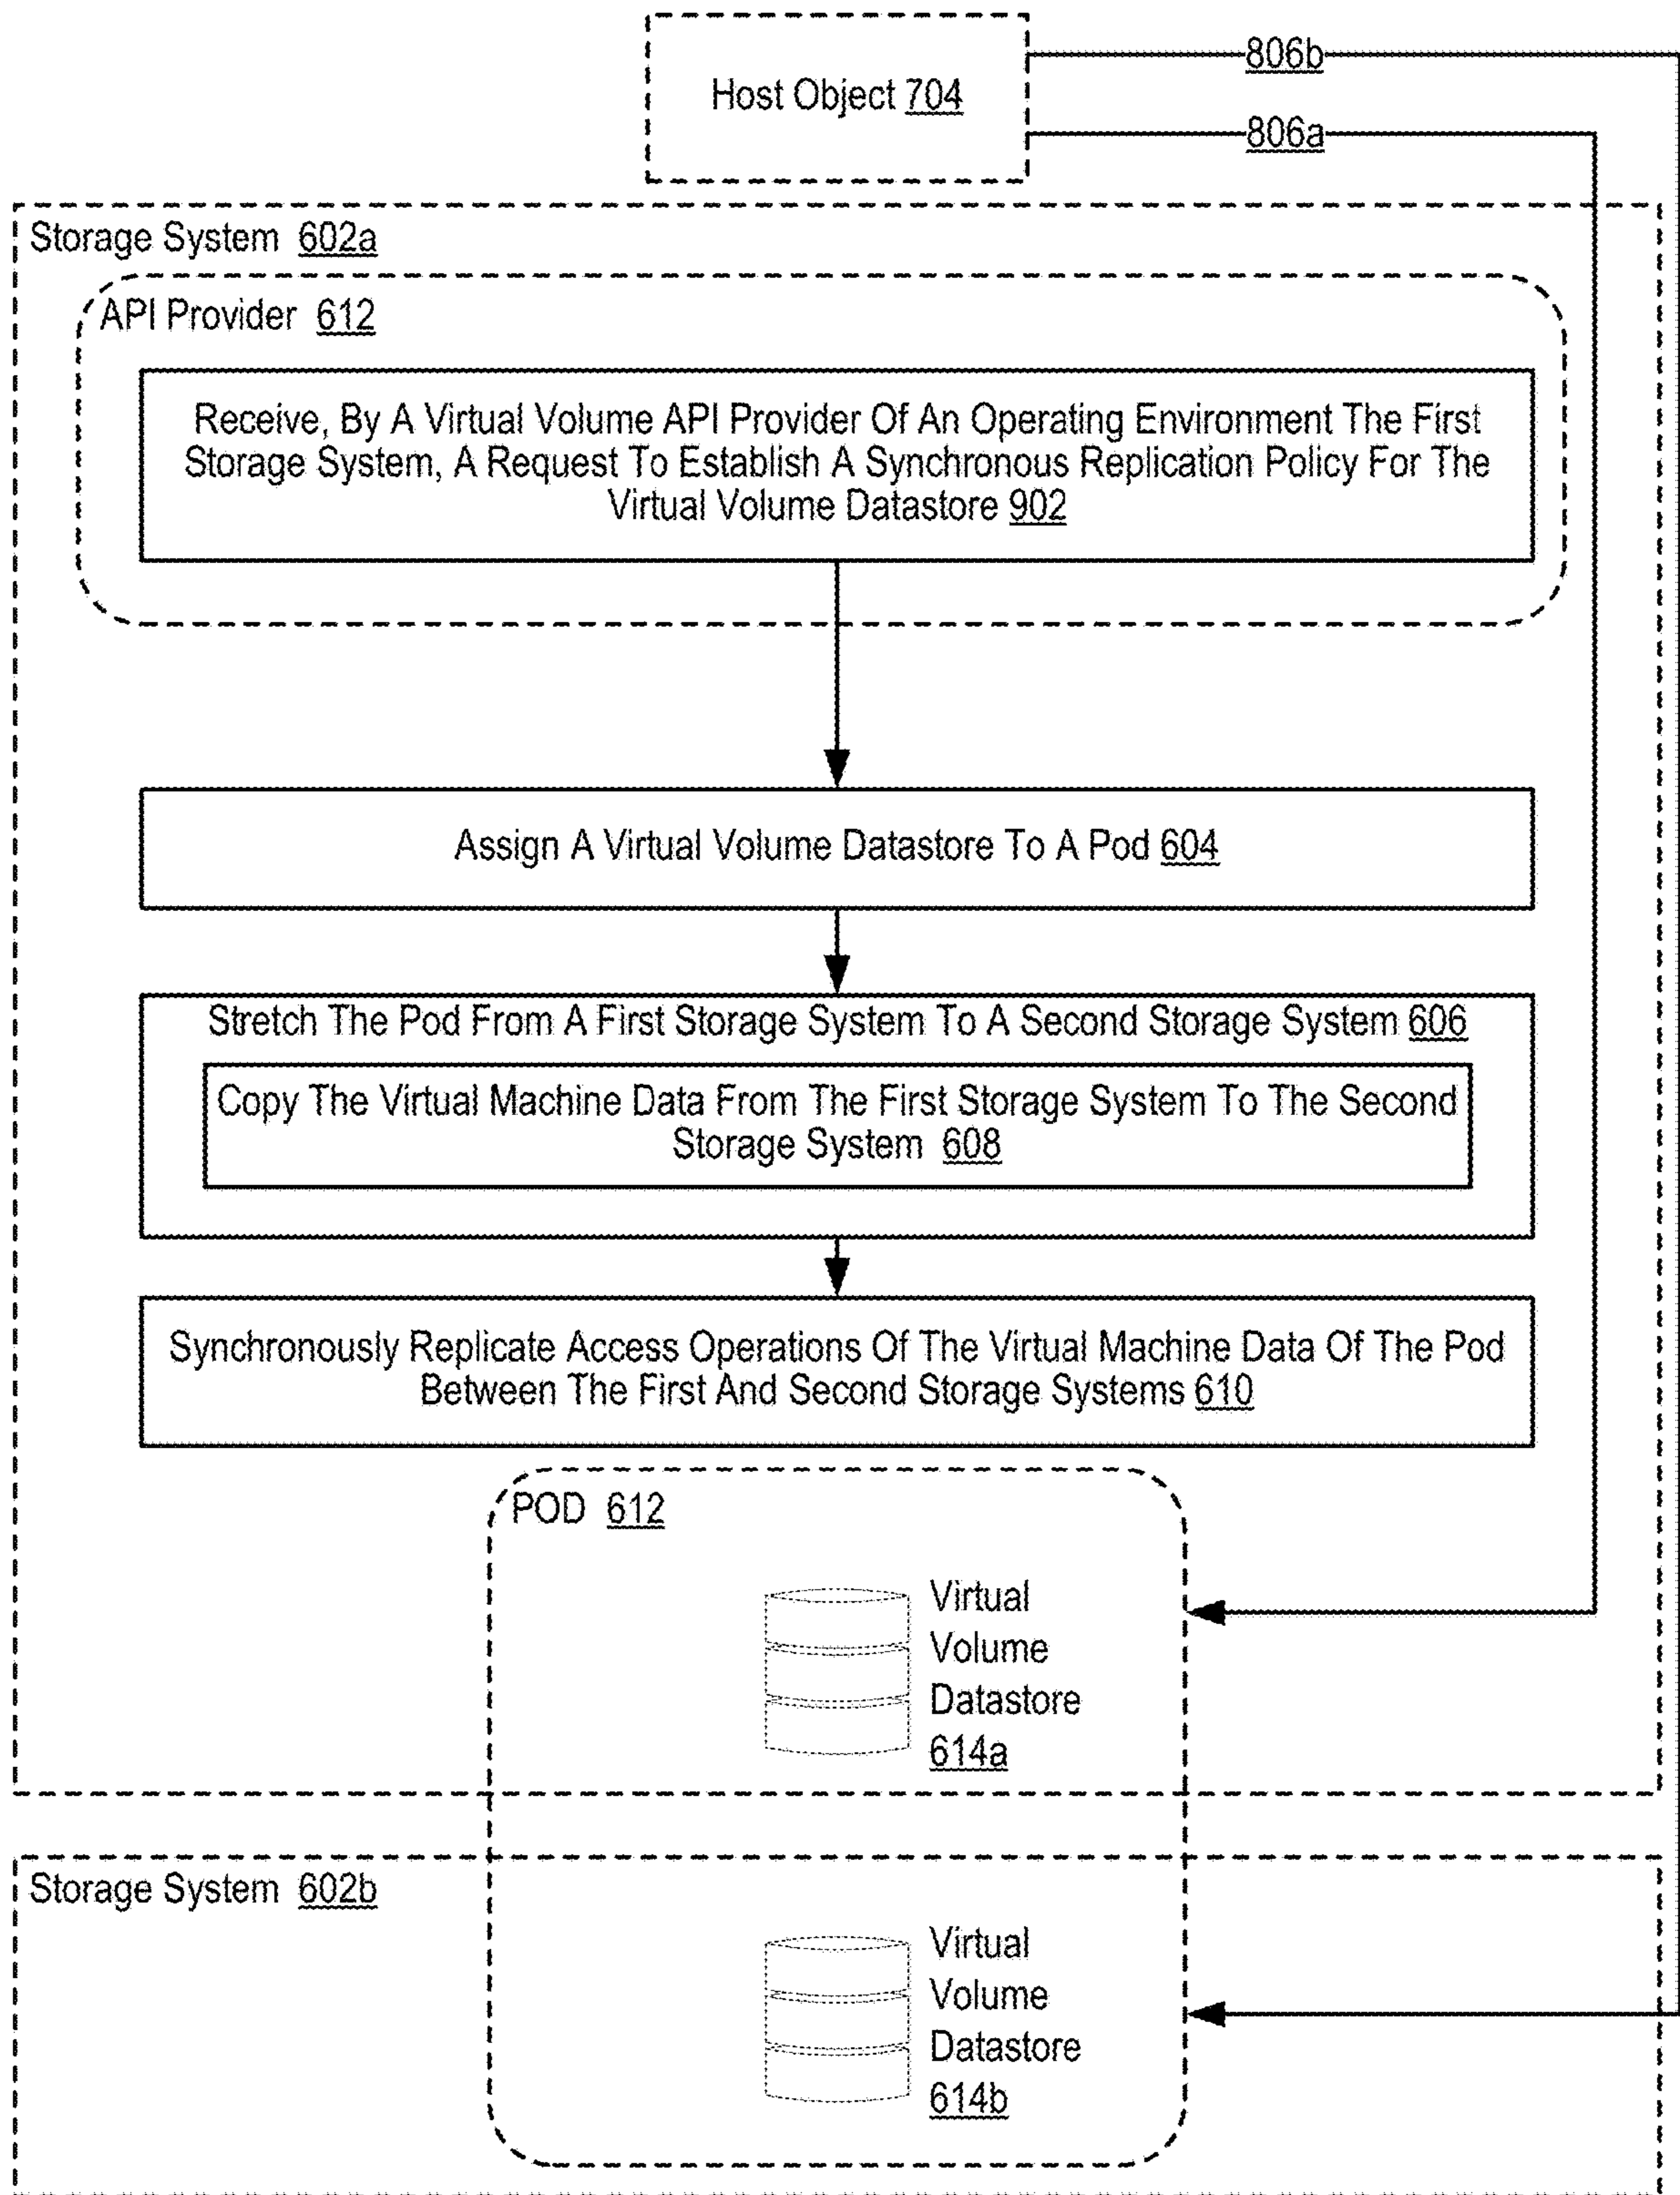 806b
Host Object 704
806a
Storage System 602a
API Provider 612
Receive, By A Virtual Volume API Provider Of An Operating Environment The First
Storage System, A Request To Establish A Synchronous Replication Policy For The
Virtual Volume Datastore 902
Assign A Virtual Volume Datastore To A Pod 604
Stretch The Pod From A First Storage System To A Second Storage System 606
Copy The Virtual Machine Data From The First Storage System To The Second
Storage System 608
Synchronously Replicate Access Operations Of The Virtual Machine Data Of The Pod
Between The First And Second Storage Systems 610
POD 612
Virtual
Volume
Datastore
614a
Storage System 602b
Virtual
Volume
Datastore
614b